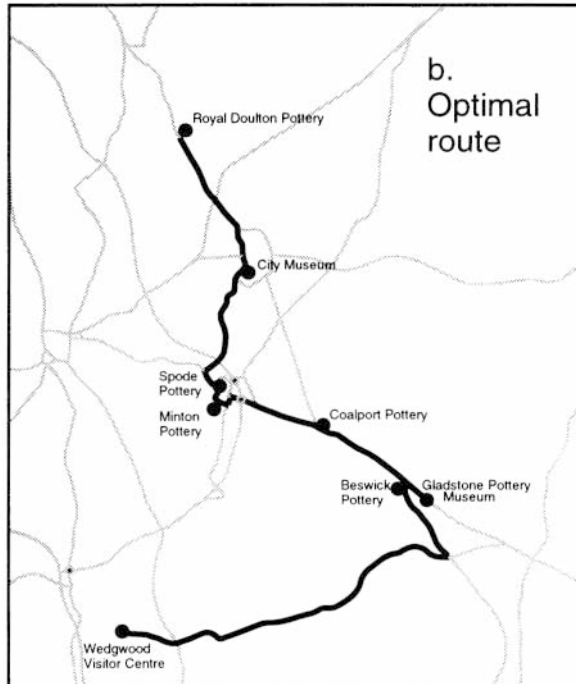 b.
Optimal
route
Royal Doulton Pottery
City Museum
Spode
Pottery
Minton
Pottery
Coalport Pottery
Beswick
Pottery
Gladstone Pottery
Museum
Wedgwood
Visitor Centre